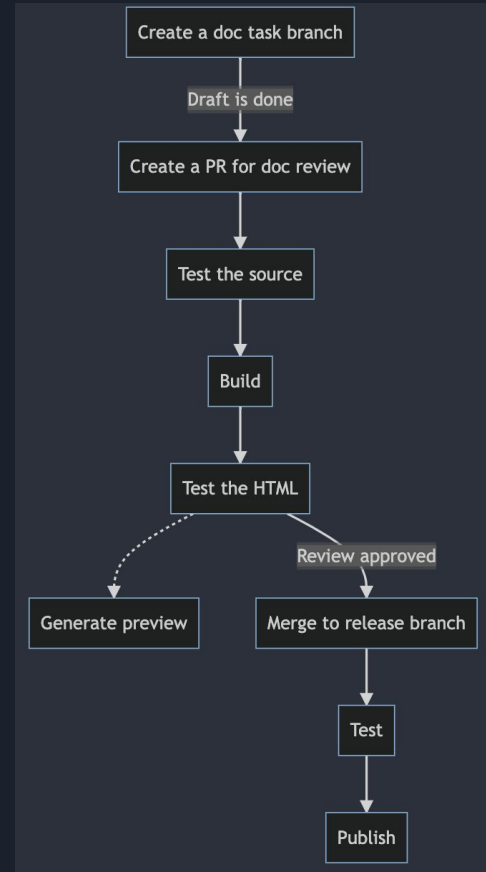 Create a doc task branch
Draft is done
Create a PR for doc review
Test the source
Build
Test the HTML
Review approved
Generate preview
Merge to release branch
Test
Publish